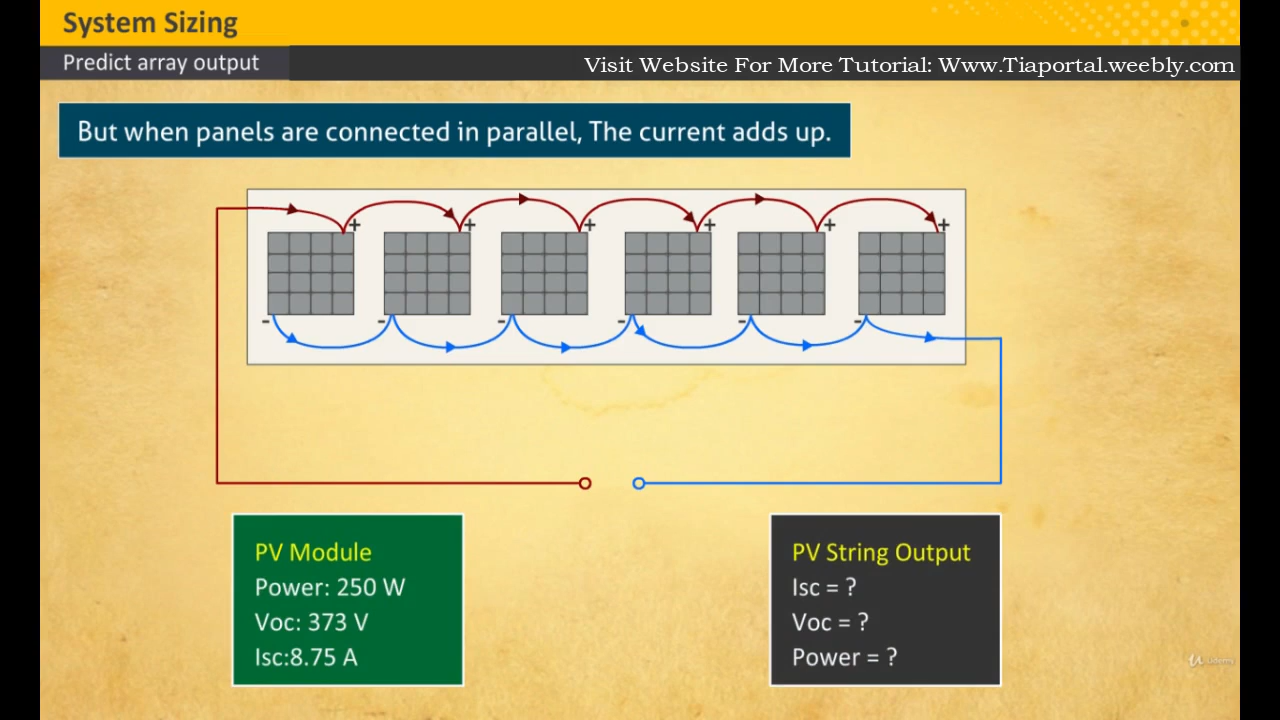 System Sizing
Predict array output
Visit Website For More Tutorial: Www.Tiaportal.weebly.com
But when panels are connected in parallel, The current adds up.
+ + + + + +
- - - - - -
PV Module
Power: 250 W
Voc: 373 V
Isc:8.75 A
PV String Output
Isc = ?
Voc = ?
Power = ?
Udemy